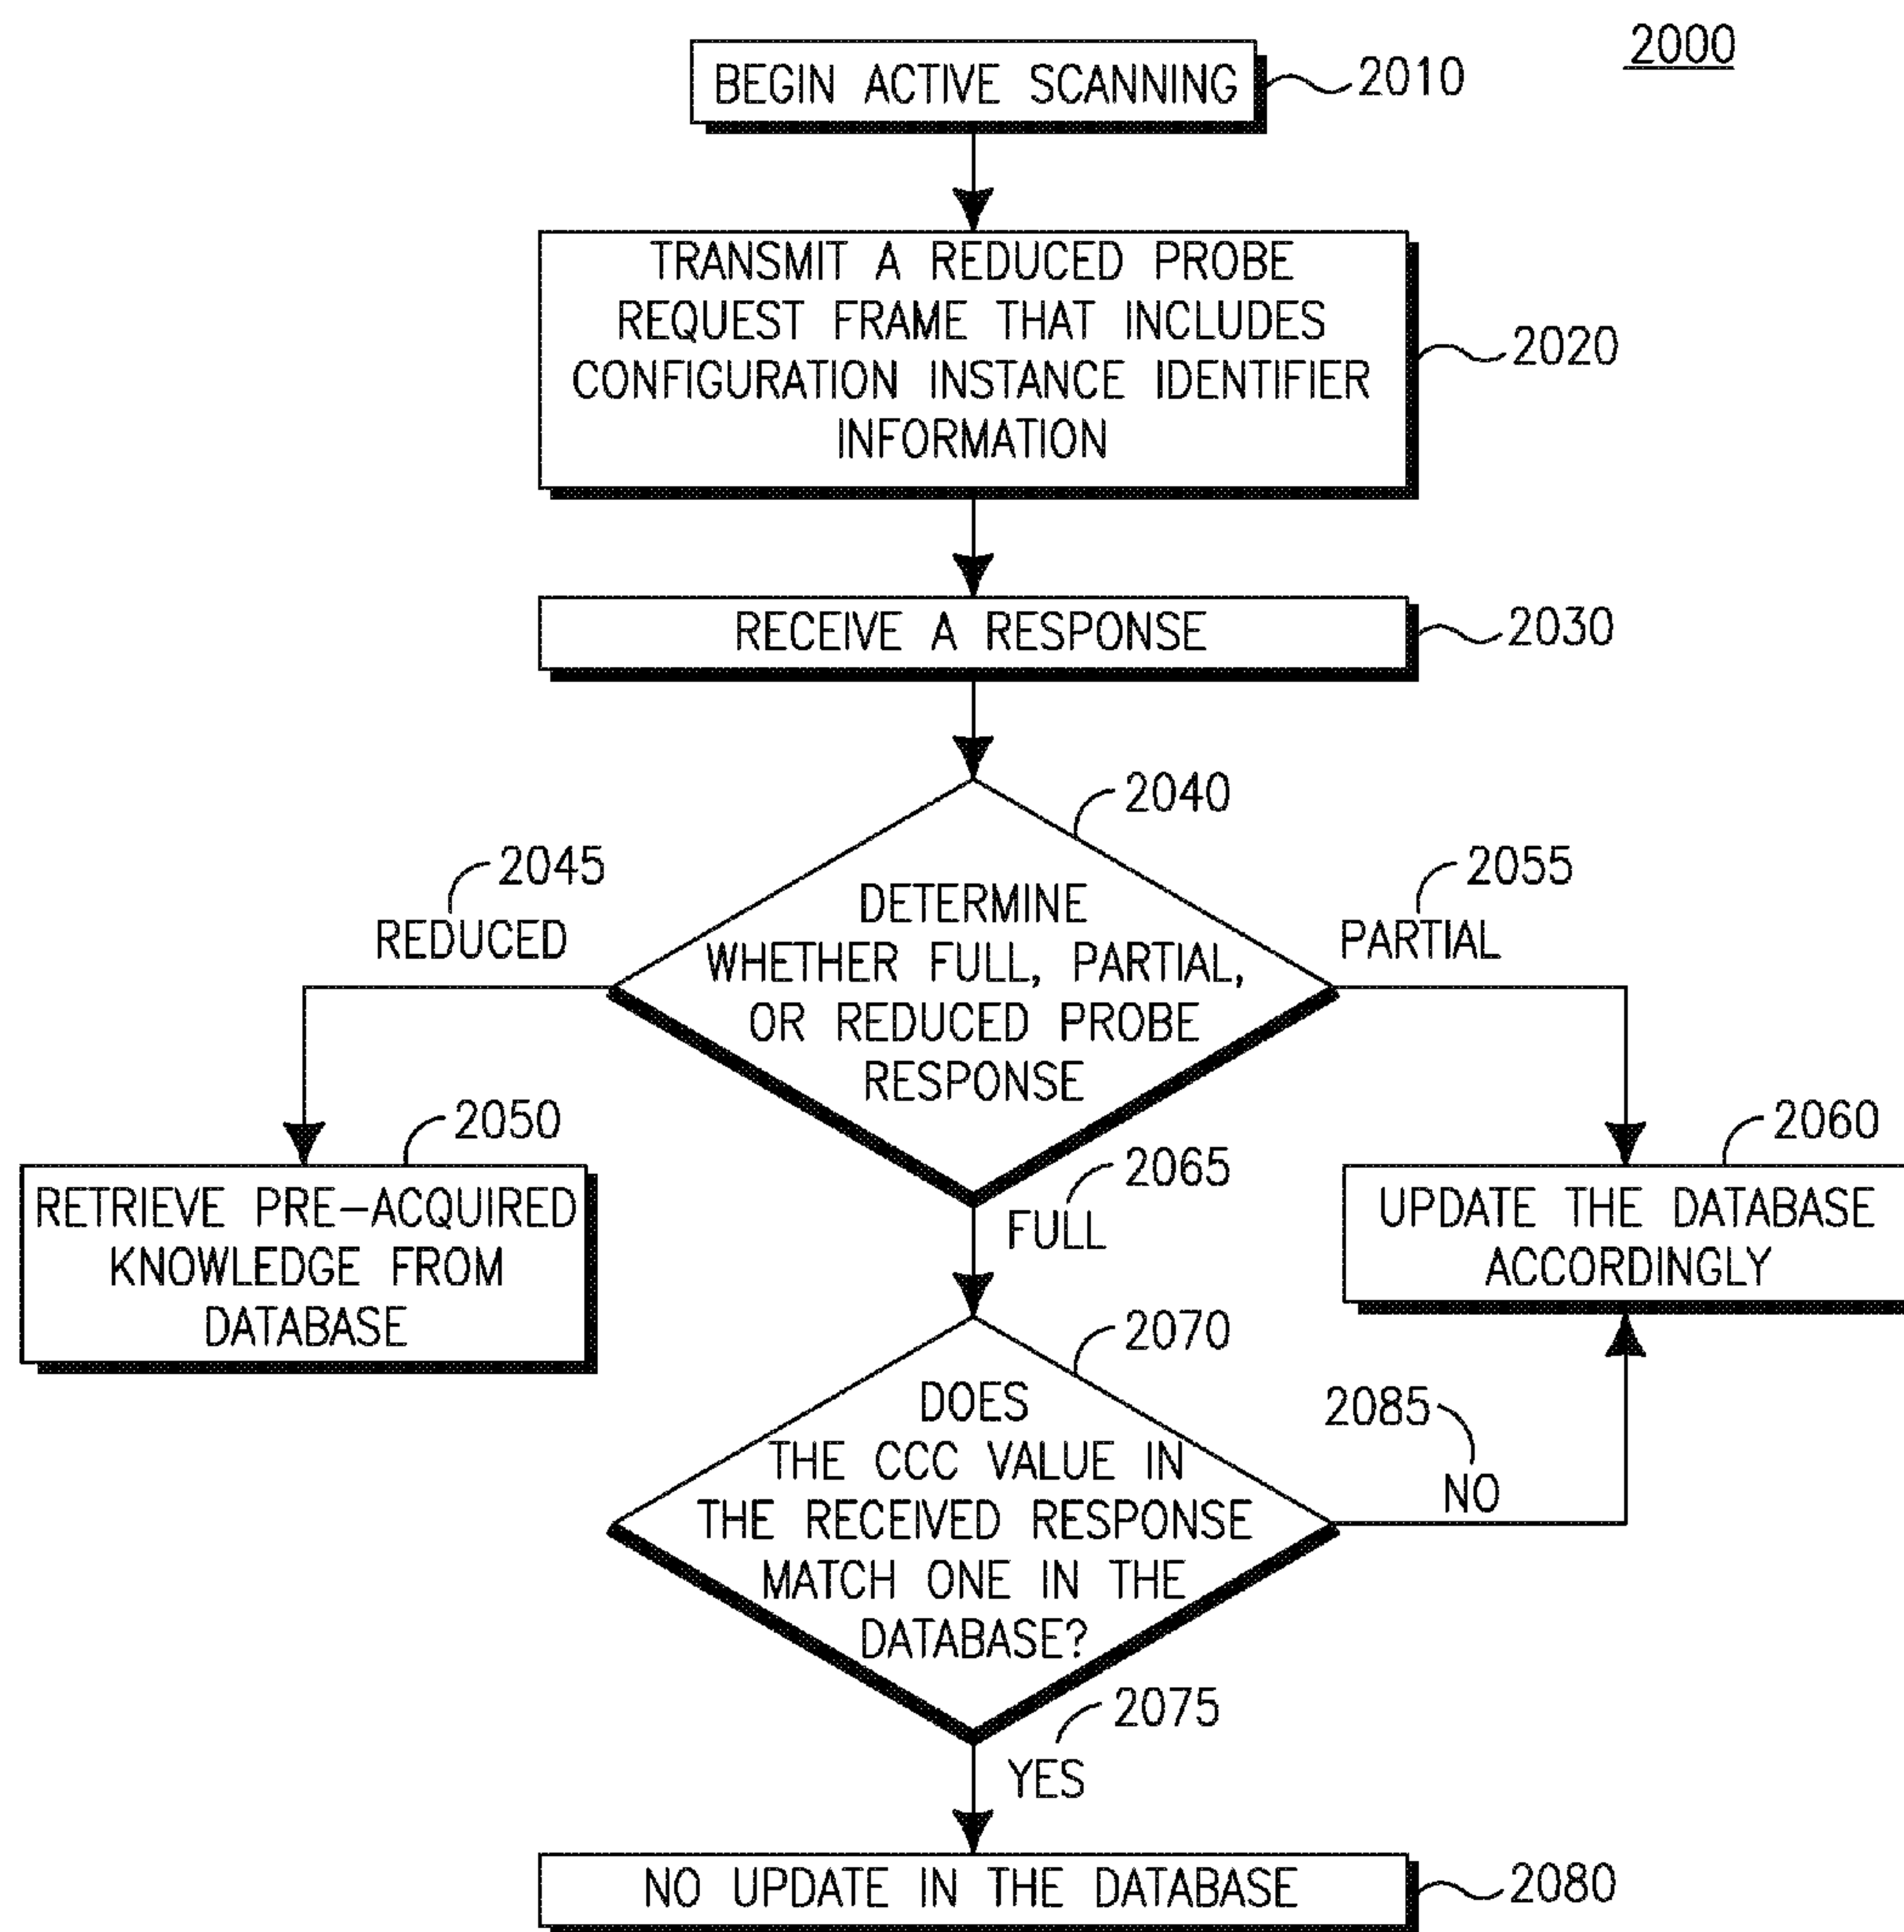 2000
BEGIN ACTIVE SCANNING
2010
TRANSMIT A REDUCED PROBE
REQUEST FRAME THAT INCLUDES
CONFIGURATION INSTANCE IDENTIFIER
INFORMATION
2020
RECEIVE A RESPONSE
2030
2040
DETERMINE
WHETHER FULL, PARTIAL,
OR REDUCED PROBE
RESPONSE
2045
REDUCED
2055
PARTIAL
2050
RETRIEVE PRE-ACQUIRED
KNOWLEDGE FROM
DATABASE
2065
FULL
2060
UPDATE THE DATABASE
ACCORDINGLY
2070
DOES
THE CCC VALUE IN
THE RECEIVED RESPONSE
MATCH ONE IN THE
DATABASE?
2085
NO
2075
YES
NO UPDATE IN THE DATABASE
2080